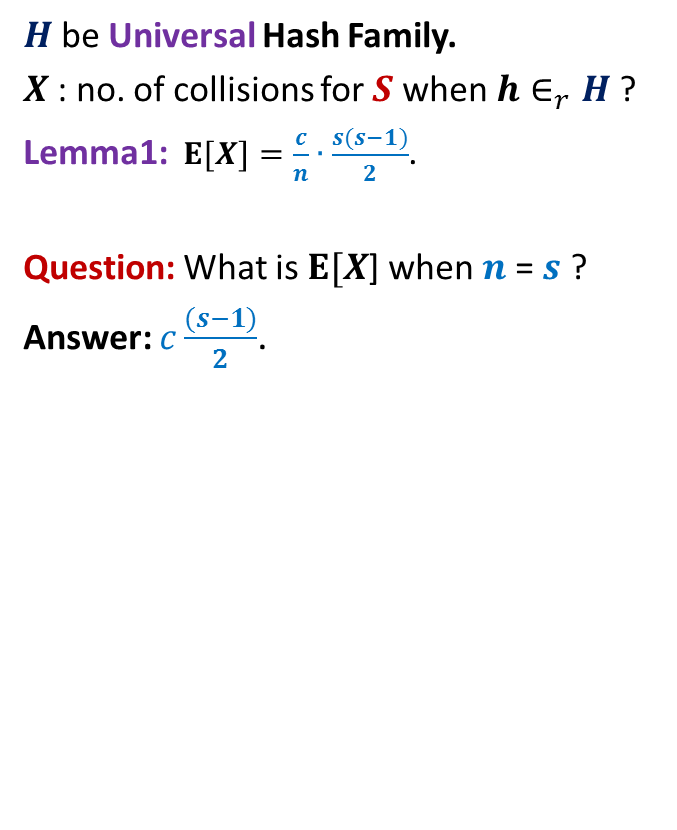 H be Universal Hash Family.
X : no. of collisions for S when h ∈ᵣ H ?
Lemma1: E[X] = c/n · s(s−1)/2.
Question: What is E[X] when n = s ?
Answer: c (s−1)/2.